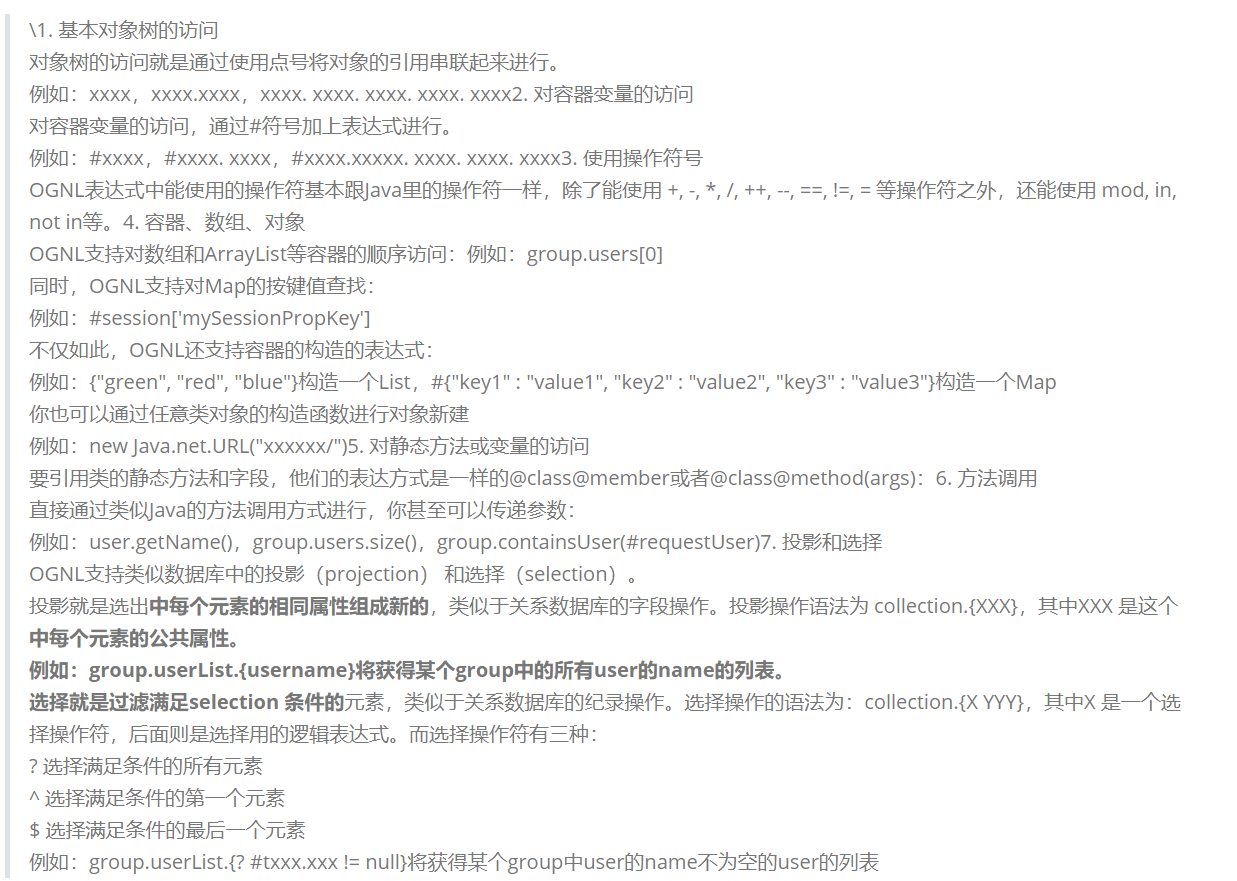 \1. 基本对象树的访问
对象树的访问就是通过使用点号将对象的引用串联起来进行。
例如：xxxx，xxxx.xxxx，xxxx. xxxx. xxxx. xxxx. xxxx2. 对容器变量的访问
对容器变量的访问，通过#符号加上表达式进行。
例如：#xxxx，#xxxx. xxxx，#xxxx.xxxxx. xxxx. xxxx. xxxx3. 使用操作符号
OGNL表达式中能使用的操作符基本跟Java里的操作符一样，除了能使用 +, -, *, /, ++, --, ==, !=, = 等操作符之外，还能使用 mod, in,
not in等。4. 容器、数组、对象
OGNL支持对数组和ArrayList等容器的顺序访问：例如：group.users[0]
同时，OGNL支持对Map的按键值查找：
例如：#session['mySessionPropKey']
不仅如此，OGNL还支持容器的构造的表达式：
例如：{"green", "red", "blue"}构造一个List，#{"key1" : "value1", "key2" : "value2", "key3" : "value3"}构造一个Map
你也可以通过任意类对象的构造函数进行对象新建
例如：new Java.net.URL("xxxxxx/")5. 对静态方法或变量的访问
要引用类的静态方法和字段，他们的表达方式是一样的@class@member或者@class@method(args)：6. 方法调用
直接通过类似Java的方法调用方式进行，你甚至可以传递参数：
例如：user.getName()，group.users.size()，group.containsUser(#requestUser)7. 投影和选择
OGNL支持类似数据库中的投影（projection） 和选择（selection）。
投影就是选出中每个元素的相同属性组成新的，类似于关系数据库的字段操作。投影操作语法为 collection.{XXX}，其中XXX 是这个
中每个元素的公共属性。
例如：group.userList.{username}将获得某个group中的所有user的name的列表。
选择就是过滤满足selection 条件的元素，类似于关系数据库的纪录操作。选择操作的语法为：collection.{X YYY}，其中X 是一个选
择操作符，后面则是选择用的逻辑表达式。而选择操作符有三种：
? 选择满足条件的所有元素
^ 选择满足条件的第一个元素
$ 选择满足条件的最后一个元素
例如：group.userList.{? #txxx.xxx != null}将获得某个group中user的name不为空的user的列表